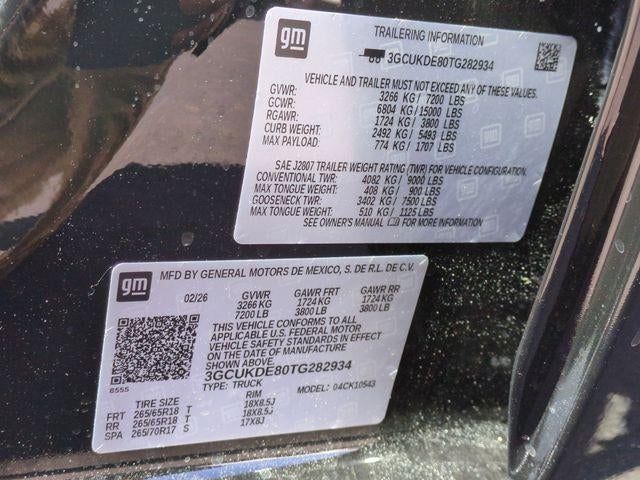 gm
TRAILERING INFORMATION
3GCUKDE80TG282934
VEHICLE AND TRAILER MUST NOT EXCEED ANY OF THESE VALUES.
GVWR: 3266 KG / 7200 LBS
GCWR: 6804 KG / 15000 LBS
RGAWR: 1724 KG / 3800 LBS
CURB WEIGHT: 2492 KG / 5493 LBS
MAX PAYLOAD: 774 KG / 1707 LBS
SAE J2807 TRAILER WEIGHT RATING (TWR) FOR VEHICLE CONFIGURATION.
CONVENTIONAL TWR: 4082 KG / 9000 LBS
MAX TONGUE WEIGHT: 408 KG / 900 LBS
GOOSENECK TWR: 3402 KG / 7500 LBS
MAX TONGUE WEIGHT: 510 KG / 1125 LBS
SEE OWNER'S MANUAL FOR MORE INFORMATION
gm
MFD BY GENERAL MOTORS DE MEXICO, S. DE R.L. DE C.V.
02/26 GVWR GAWR FRT GAWR RR
3266 KG 1724 KG 1724 KG
7200 LB 3800 LB 3800 LB
THIS VEHICLE CONFORMS TO ALL
APPLICABLE U.S. FEDERAL MOTOR
VEHICLE SAFETY STANDARDS IN EFFECT
ON THE DATE OF MANUFACTURE
SHOWN ABOVE.
3GCUKDE80TG282934
8555 TYPE: TRUCK MODEL: 04CK10543
TIRE SIZE RIM
FRT 265/65R18 T 18X8.5J
RR 265/65R18 T 18X8.5J
SPA 265/70R17 S 17X8J